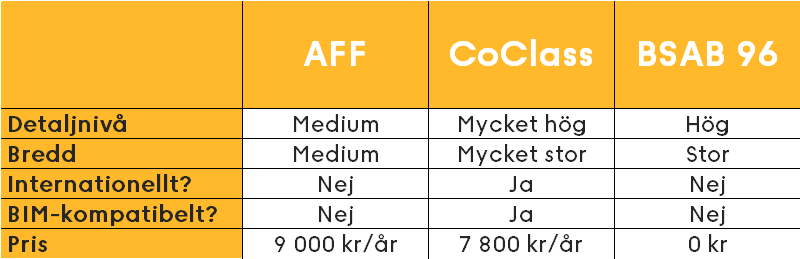 AFF CoClass BSAB 96
Detaljnivå Medium Mycket hög Hög
Bredd Medium Mycket stor Stor
Internationellt? Nej Ja Nej
BIM-kompatibelt? Nej Ja Nej
Pris 9 000 kr/år 7 800 kr/år 0 kr